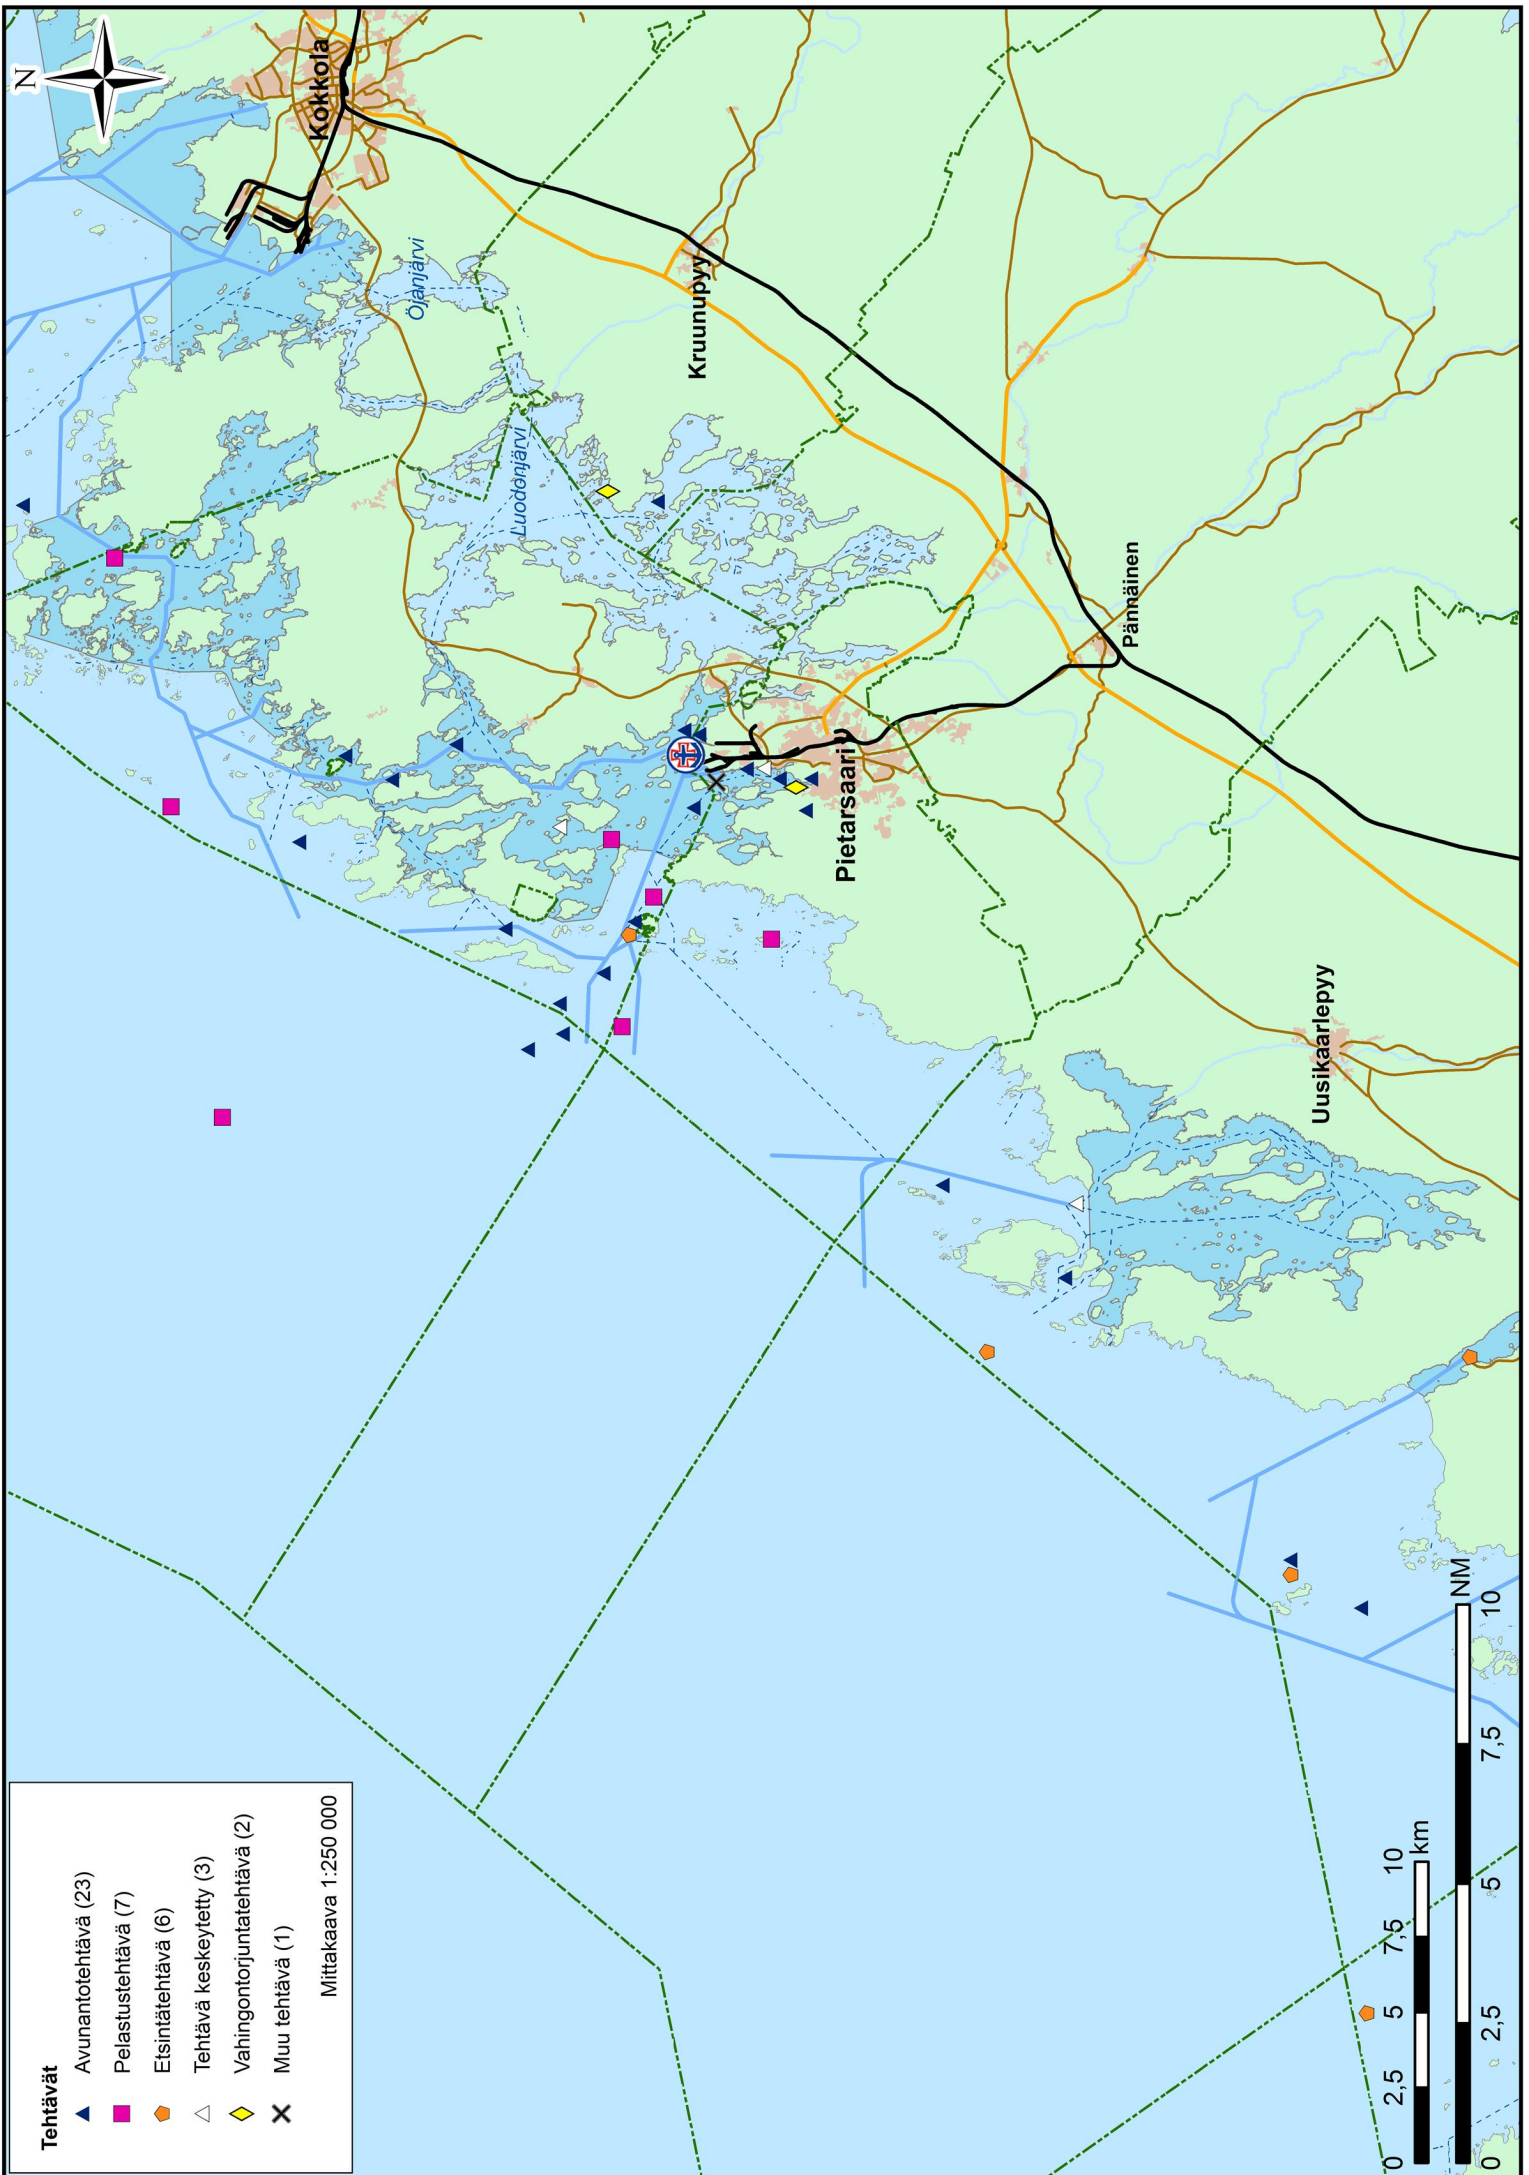 Tehtävät
Avunantotehtävä (23)
Pelastustehtävä (7)
Etsintätehtävä (6)
Tehtävä keskeytetty (3)
Vahingontorjuntatehtävä (2)
Muu tehtävä (1)
Mittakaava 1:250 000
N
Kokkola
Öjanjärvi
Kruunupyy
Luodonjärvi
Pietarsaari
Pännäinen
Uusikaarlepyy
0 2,5 5 7,5 10
km
NM
0 2,5 5 7,5 10